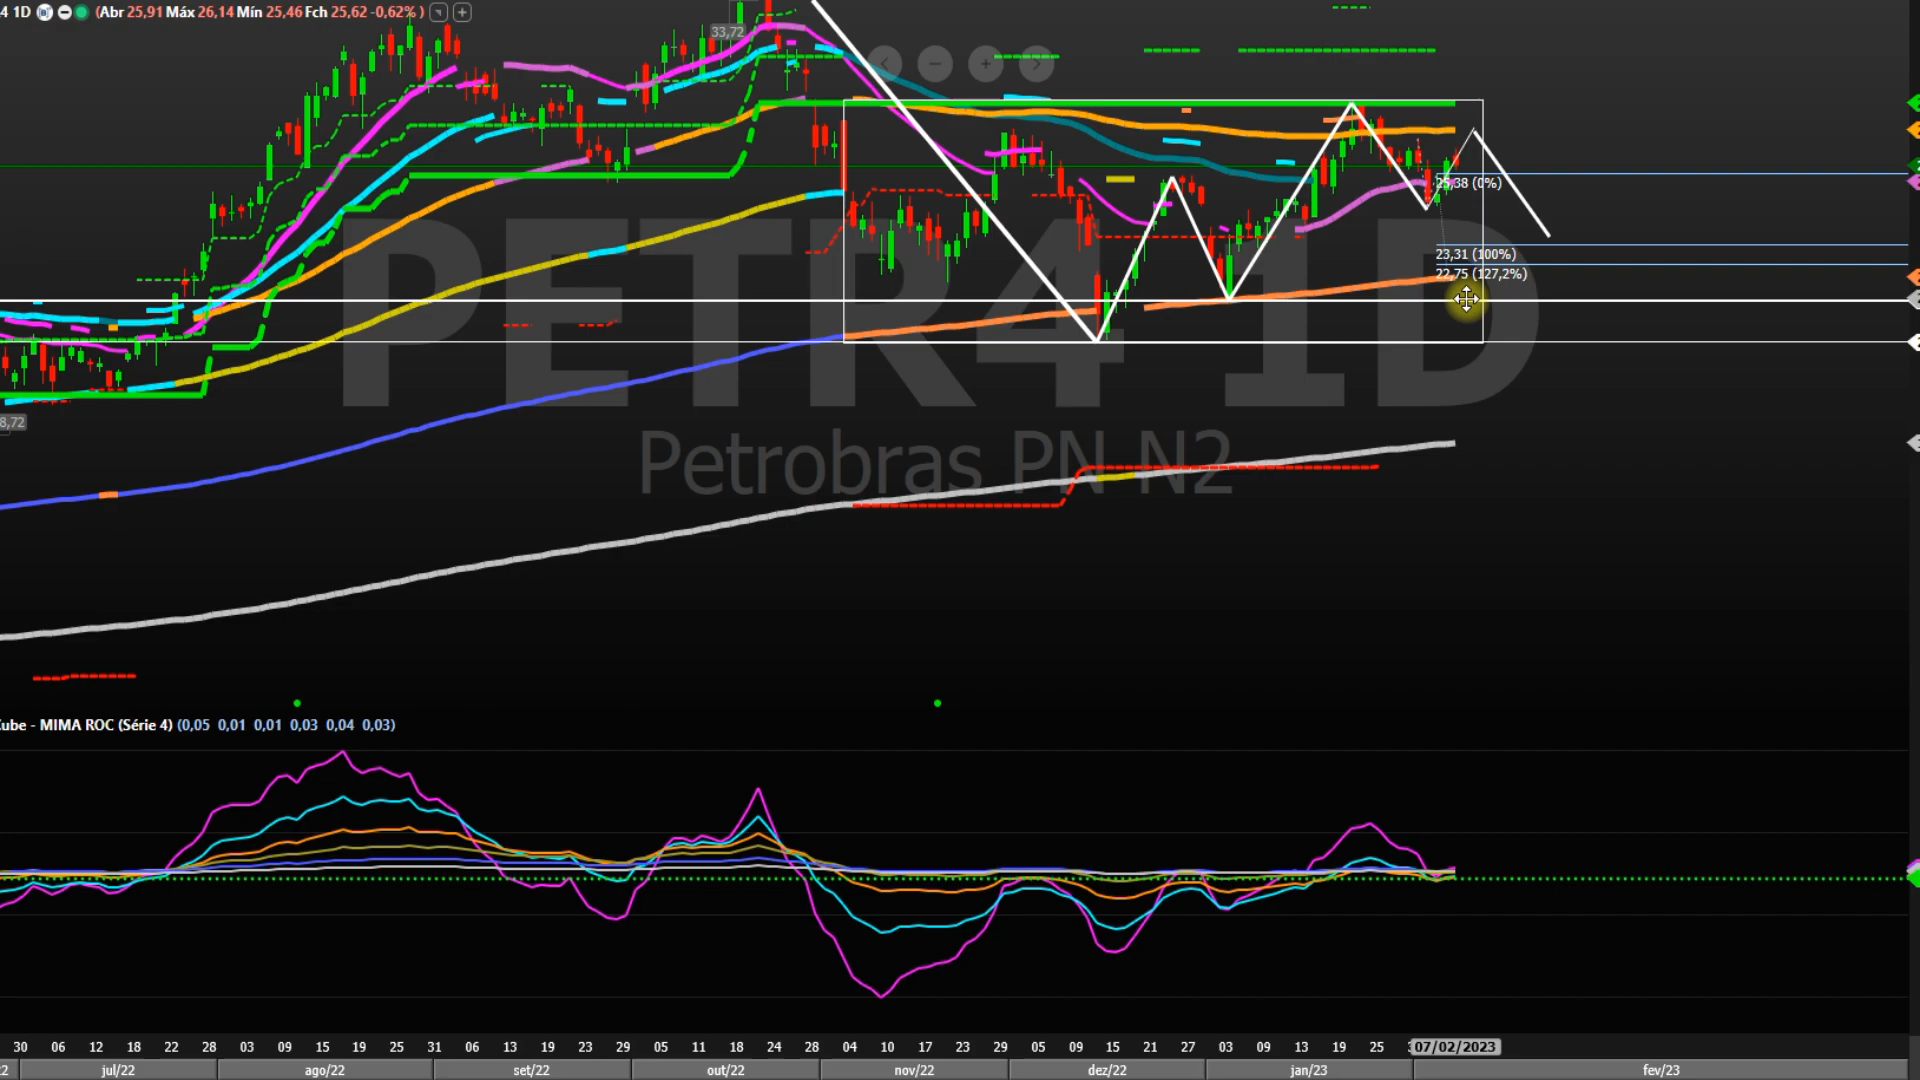 4 1D (Abr 25,91 Máx 26,14 Mín 25,46 Fch 25,62 -0,62% )
33,72
25,38 (0%)
23,31 (100%)
22,75 (127,2%)
PETR4 1D
8,72
Petrobras PN N2
Cube - MIMA ROC (Série 4) (0,05 0,01 0,01 0,03 0,04 0,03)
30 06 12 18 22 28 03 09 15 19 25 31 06 13 19 23 29 05 11 18 24 28 04 10 17 23 29 05 09 15 21 27 03 09 13 19 25 07/02/2023
2 jul/22 ago/22 set/22 out/22 nov/22 dez/22 jan/23 fev/23